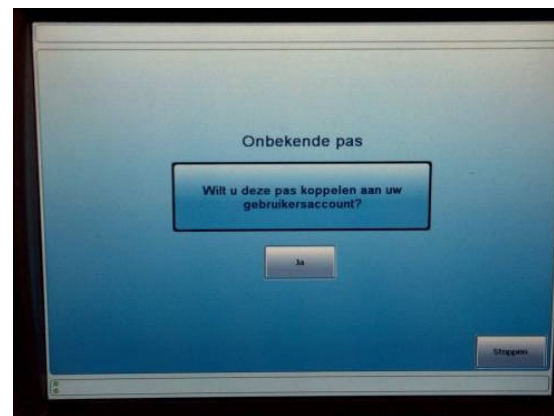 Onbekende pas
Wilt u deze pas koppelen aan uw
gebruikersaccount?
Ja
Stoppen